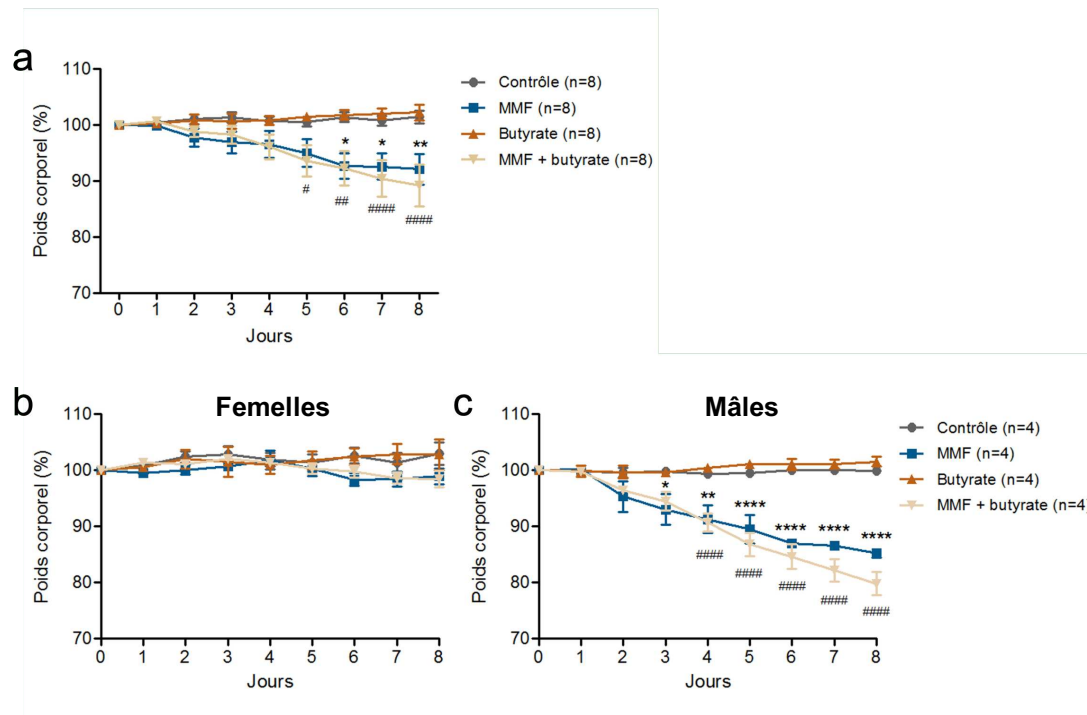 a
110
100
90
80
70
Poids corporel (%)
0 1 2 3 4 5 6 7 8
Jours
* * **
# ## #### ####
Contrôle (n=8)
MMF (n=8)
Butyrate (n=8)
MMF + butyrate (n=8)
b
Femelles
110
100
90
80
70
Poids corporel (%)
0 1 2 3 4 5 6 7 8
Jours
c
Mâles
110
100
90
80
70
Poids corporel (%)
0 1 2 3 4 5 6 7 8
Jours
* ** **** **** **** ****
#### #### #### #### ####
Contrôle (n=4)
MMF (n=4)
Butyrate (n=4)
MMF + butyrate (n=4)